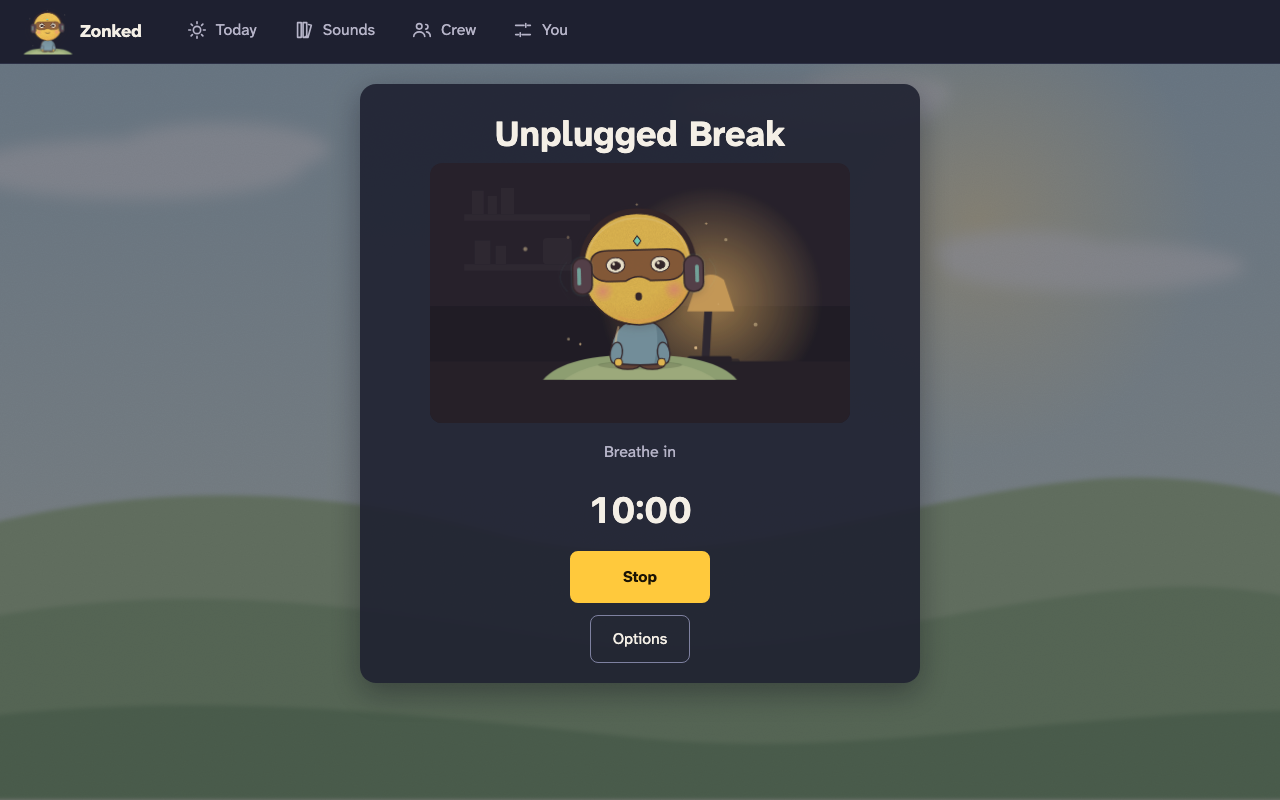 Zonked
Today
Sounds
Crew
You
Unplugged Break
Breathe in
10:00
Stop
Options